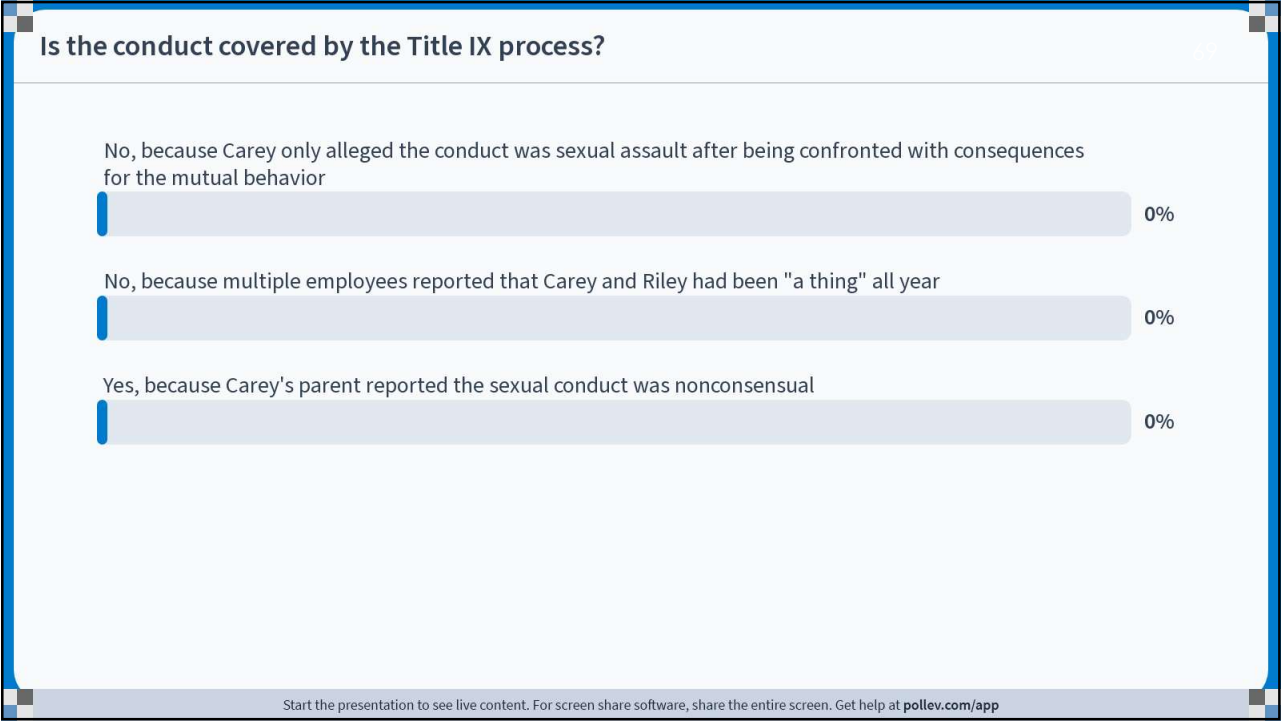 Is the conduct covered by the Title IX process?
69
No, because Carey only alleged the conduct was sexual assault after being confronted with consequences
for the mutual behavior
0%
No, because multiple employees reported that Carey and Riley had been "a thing" all year
0%
Yes, because Carey's parent reported the sexual conduct was nonconsensual
0%
Start the presentation to see live content. For screen share software, share the entire screen. Get help at pollev.com/app